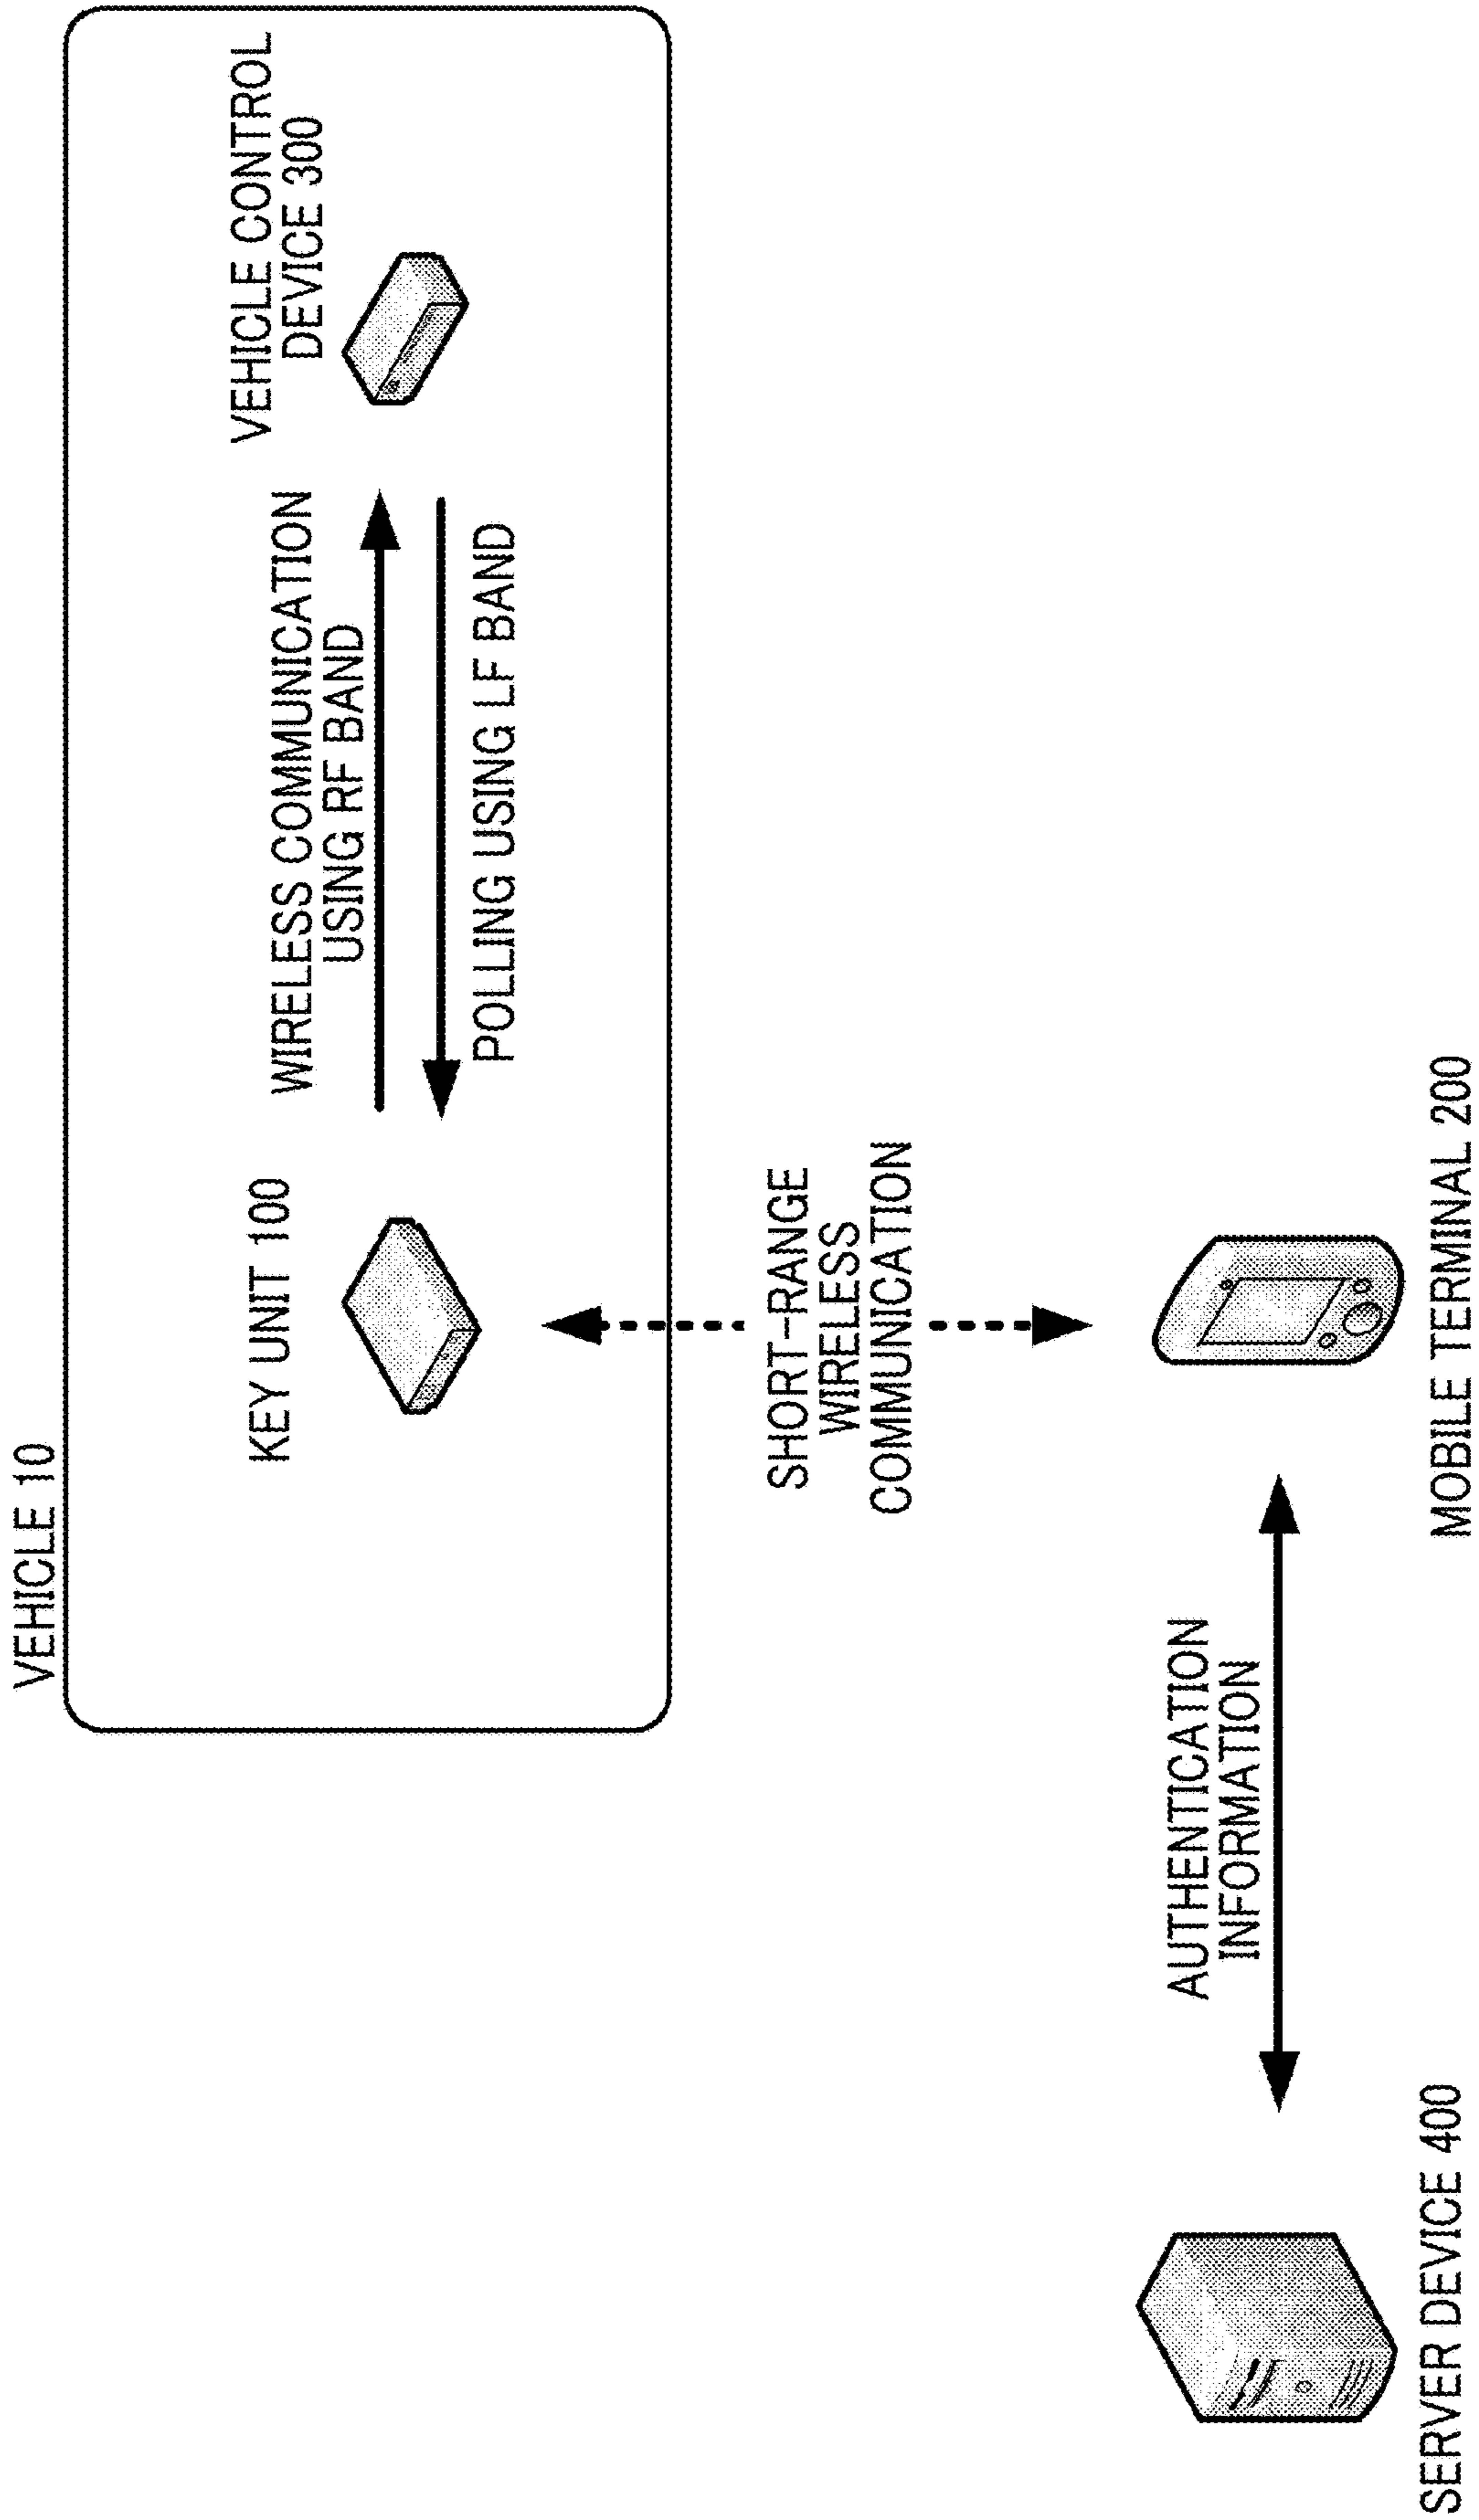 VEHICLE 10
KEY UNIT 100
WIRELESS COMMUNICATION
USING RF BAND
POLLING USING LF BAND
VEHICLE CONTROL
DEVICE 300
SHORT-RANGE
WIRELESS
COMMUNICATION
AUTHENTICATION
INFORMATION
SERVER DEVICE 400
MOBILE TERMINAL 200